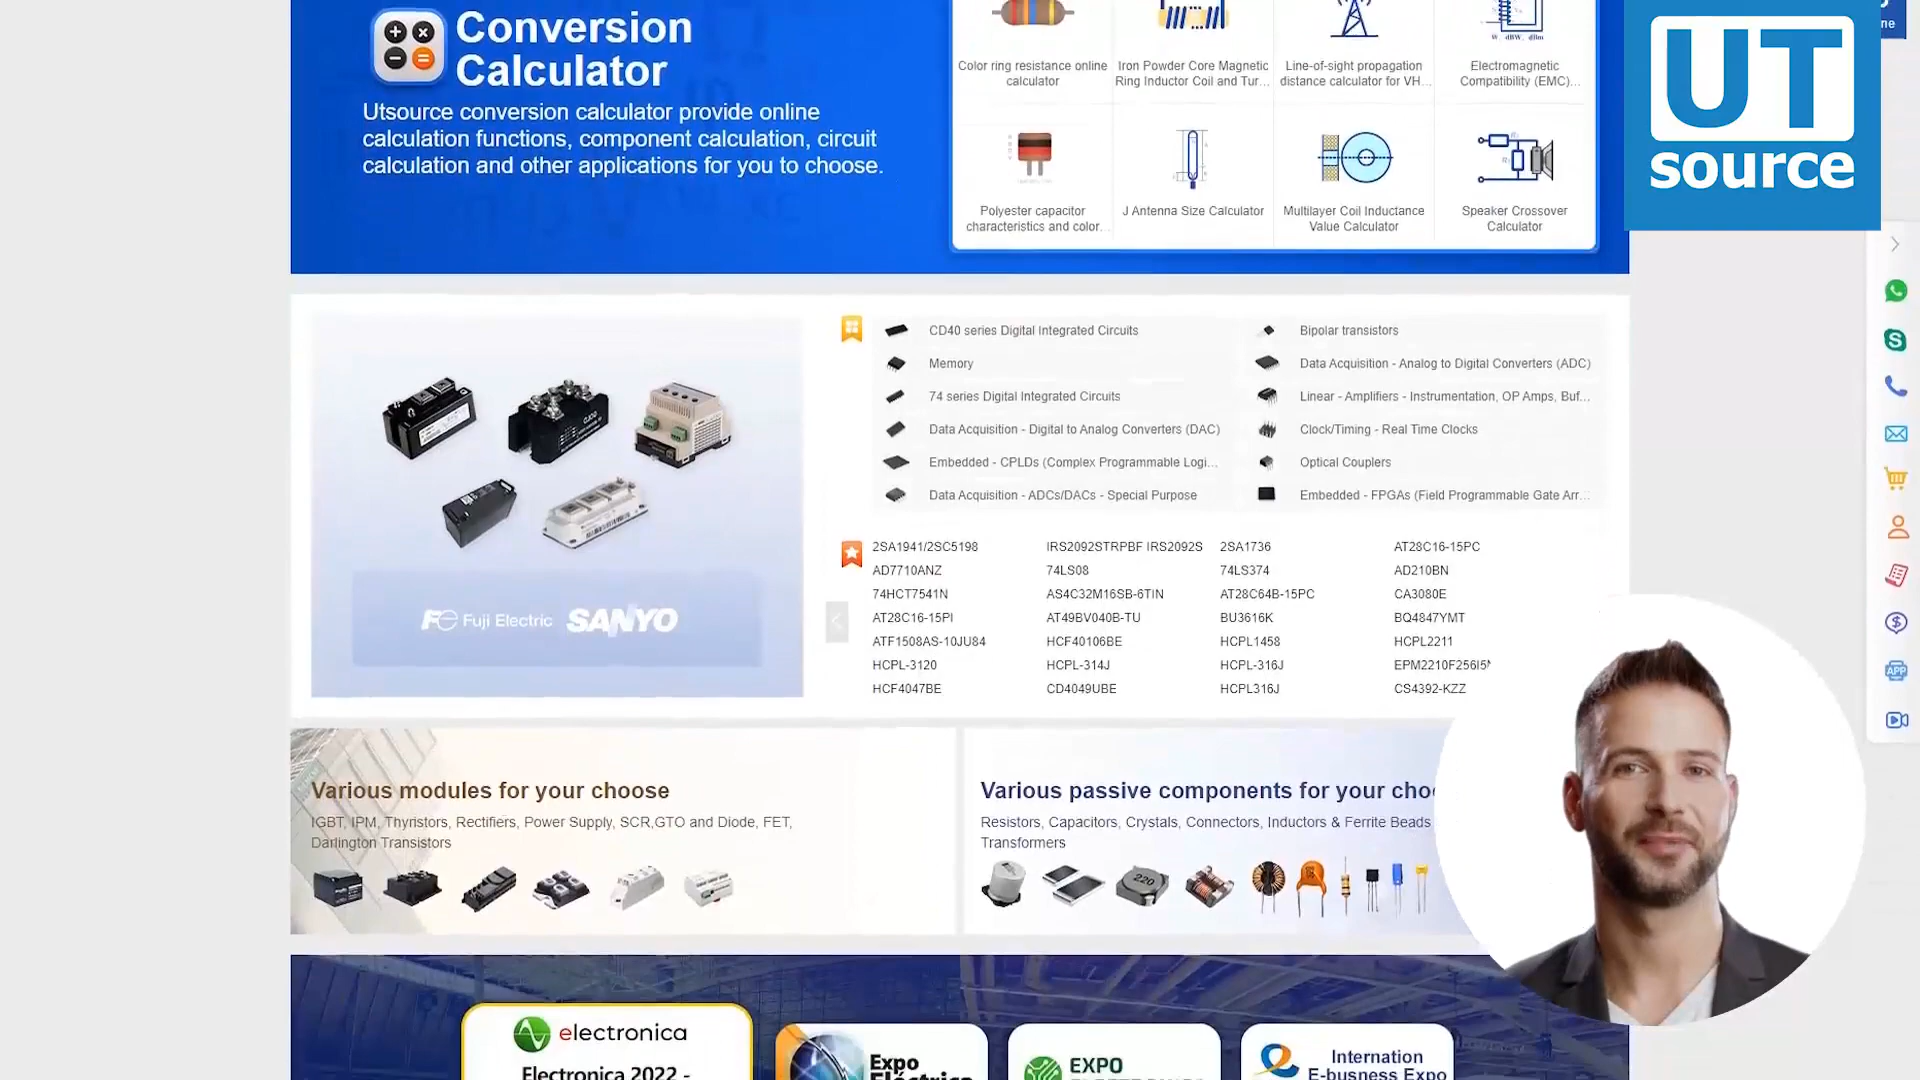 Conversion
Calculator
Utsource conversion calculator provide online
calculation functions, component calculation, circuit
calculation and other applications for you to choose.
Color ring resistance online
calculator
Iron Powder Core Magnetic
Ring Inductor Coil and Tur...
Line-of-sight propagation
distance calculator for VH...
W, dBW, dBm
Electromagnetic
Compatibility (EMC)...
Polyester capacitor
characteristics and color...
J Antenna Size Calculator
Multilayer Coil Inductance
Value Calculator
Speaker Crossover
Calculator
UT
source
ne
CD40 series Digital Integrated Circuits
Memory
74 series Digital Integrated Circuits
Data Acquisition - Digital to Analog Converters (DAC)
Embedded - CPLDs (Complex Programmable Logi...
Data Acquisition - ADCs/DACs - Special Purpose
Bipolar transistors
Data Acquisition - Analog to Digital Converters (ADC)
Linear - Amplifiers - Instrumentation, OP Amps, Buf...
Clock/Timing - Real Time Clocks
Optical Couplers
Embedded - FPGAs (Field Programmable Gate Arr...
Fe Fuji Electric SANYO
2SA1941/2SC5198 IRS2092STRPBF IRS2092S 2SA1736 AT28C16-15PC
AD7710ANZ 74LS08 74LS374 AD210BN
74HCT7541N AS4C32M16SB-6TIN AT28C64B-15PC CA3080E
AT28C16-15PI AT49BV040B-TU BU3616K BQ4847YMT
ATF1508AS-10JU84 HCF40106BE HCPL1458 HCPL2211
HCPL-3120 HCPL-314J HCPL-316J EPM2210F256I5N
HCF4047BE CD4049UBE HCPL316J CS4392-KZZ
Various modules for your choose
IGBT, IPM, Thyristors, Rectifiers, Power Supply, SCR,GTO and Diode, FET,
Darlington Transistors
Various passive components for your choo
Resistors, Capacitors, Crystals, Connectors, Inductors & Ferrite Beads
Transformers
220
APP
electronica
Electronica 2022 -
Expo
Eléctrica
EXPO
Internation
E-busness Expo